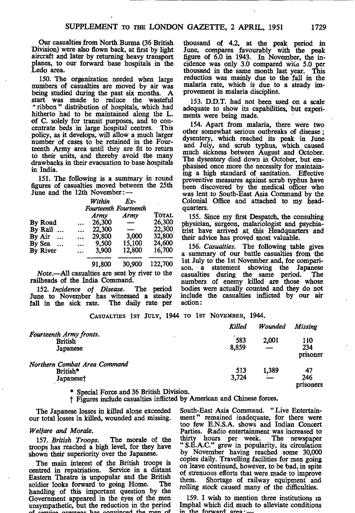 SUPPLEMENT TO THE LONDON GAZETTE, 2 APRIL, 1951 1729
Our casualties from North Burma (36 British
Division) were also flown back, at first by light
aircraft and later by returning heavy transport
planes, to our forward base hospitals in the
Ledo area.
150. The organization needed when large
numbers of casualties are moved by air was
being studied during the past six months. A
start was made to reduce the wasteful
"ribbon" distribution of hospitals, which had
hitherto had to be maintained along the L.
of C. solely for transit purposes, and to con-
centrate beds in large hospital centres. This
policy, as it develops, will allow a much larger
number of cases to be retained in the Four-
teenth Army area until they are fit to return
to their units, and thereby avoid the many
drawbacks in their evacuation to base hospitals
in India.
151. The following is a summary in round
figures of casualties moved between the 25th
June and the 12th November:—
Within Ex-
Fourteenth Fourteenth
Army Army TOTAL
By Road ... 26,300 — 26,300
By Rail ... ... 22,300 — 22,300
By Air ... 29,800 3,000 32,800
By Sea ... 9,500 15,100 24,600
By River ... 3,900 12,800 16,700
91,800 30,900 122,700
Note.—All casualties are sent by river to the
railheads of the India Command.
152. Incidence of Disease. The period
June to November has witnessed a steady
fall in the sick rate. The daily rate per
thousand of 4.2, at the peak period in
June, compares favourably with the peak
figure of 6.0 in 1943. In November, the in-
cidence was only 3.0 compared with 5.0 per
thousand in the same month last year. This
reduction was mainly due to the fall in the
malaria rate, which is due to a steady im-
provement in malaria discipline.
153. D.D.T. had not been used on a scale
adequate to show its capabilities, but experi-
ments were being made.
154. Apart from malaria, there were two
other somewhat serious outbreaks of disease;
dysentery, which reached its peak in June
and July, and scrub typhus, which caused
much sickness between August and October.
The dysentery died down in October, but em-
phasised once more the necessity for maintain-
ing a high standard of sanitation. Effective
preventive measures against scrub typhus have
been discovered by the medical officer who
was lent to South-East Asia Command by the
Colonial Office and attached to my head-
quarters.
155. Since my first Despatch, the consulting
physician, surgeon, malariologist and psychia-
trist have arrived at this Headquarters and
their advice has proved most valuable.
156. Casualties. The following table gives
a summary of our battle casualties from the
1st July to the 1st November and, for compari-
son, a statement showing the Japanese
casualties during the same period. The
numbers of enemy killed are those whose
bodies were actually counted and they do not
include the casualties inflicted by our air
action:
CASUALTIES 1ST JULY, 1944 TO 1ST NOVEMBER, 1944.
Killed Wounded Missing
Fourteenth Army fronts.
British 583 2,001 110
Japanese 8,859 — 234
prisoner
Northern Combat Area Command
British* 513 1,389 47
Japanese† 3,724 — 246
prisoners
* Special Force and 36 British Division.
† Figures include casualties inflicted by American and Chinese forces.
The Japanese losses in killed alone exceeded
our total losses in killed, wounded and missing.
Welfare and Morale.
157. British Troops. The morale of the
troops has reached a high level, for they have
shown their superiority over the Japanese.
The main interest of the British troops is
centred in repatriation. Service in a distant
Eastern Theatre is unpopular and the British
soldier looks forward to going Home. The
handling of this important question by the
Government appeared in the eyes of the men
unsympathetic, but the reduction in the period
of service overseas has convinced the men of
South-East Asia Command. "Live Entertain-
ment" remained inadequate, for there were
too few E.N.S.A. shows and Indian Concert
Parties. Radio entertainment was increased to
thirty hours per week. The newspaper
"S.E.A.C." grew in popularity, its circulation
by November having reached some 30,000
copies daily. Travelling facilities for men going
on leave continued, however, to be bad, in spite
of strenuous efforts that were made to improve
them. Shortage of railway equipment and
rolling stock caused much of the difficulties.
159. I wish to mention three institutions in
Imphal which did much to alleviate conditions
in the forward area:—